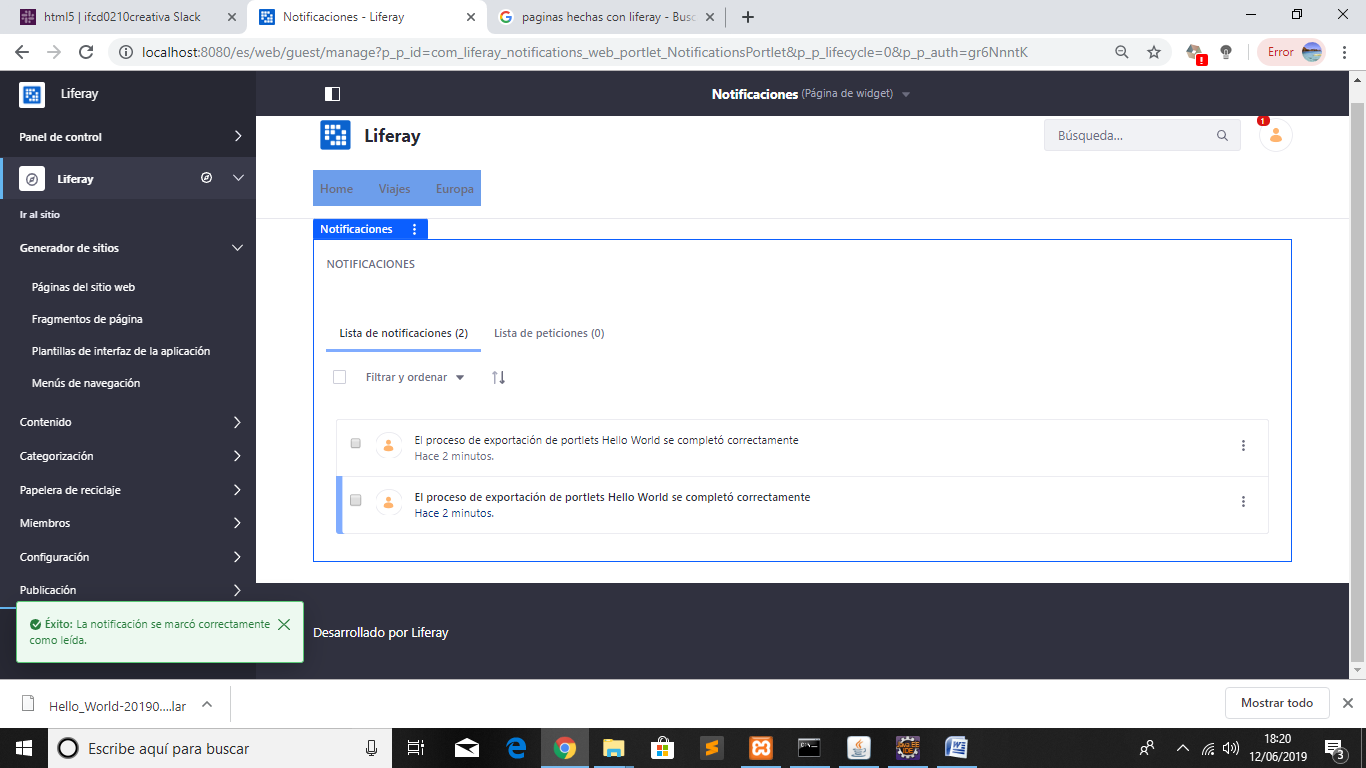 html5 | ifcd0210creativa Slack
Notificaciones - Liferay
paginas hechas con liferay - Busc
localhost:8080/es/web/guest/manage?p_p_id=com_liferay_notifications_web_portlet_NotificationsPortlet&p_p_lifecycle=0&p_p_auth=gr6NnntK
Error
Liferay
Notificaciones (Página de widget)
Panel de control
Liferay
Búsqueda...
1
Liferay
Home Viajes Europa
Ir al sitio
Notificaciones
Generador de sitios
NOTIFICACIONES
Páginas del sitio web
Fragmentos de página
Plantillas de interfaz de la aplicación
Menús de navegación
Lista de notificaciones (2)
Lista de peticiones (0)
Filtrar y ordenar
Contenido
Categorización
Papelera de reciclaje
Miembros
Configuración
Publicación
El proceso de exportación de portlets Hello World se completó correctamente
Hace 2 minutos.
El proceso de exportación de portlets Hello World se completó correctamente
Hace 2 minutos.
Éxito: La notificación se marcó correctamente
como leída.
Desarrollado por Liferay
Hello_World-20190....lar
Mostrar todo
Escribe aquí para buscar
18:20
12/06/2019
3